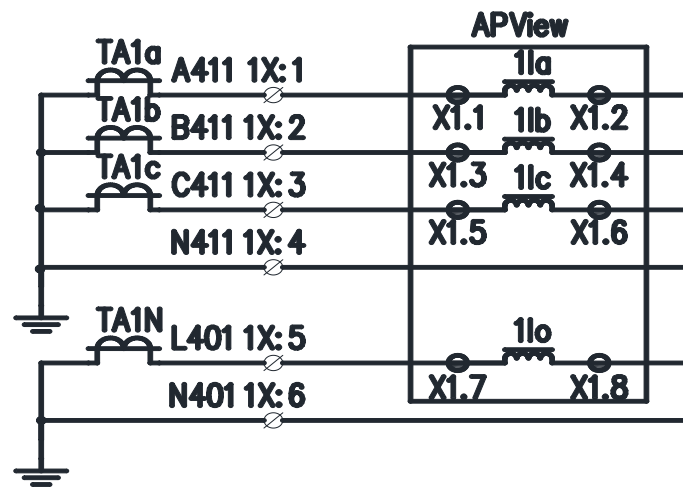 APView
TA1a A411 1X: 1 1Ia
X1.1 X1.2
TA1b B411 1X: 2 1Ib
X1.3 X1.4
TA1c C411 1X: 3 1Ic
X1.5 X1.6
N411 1X: 4
TA1N L401 1X: 5 1Io
X1.7 X1.8
N401 1X: 6